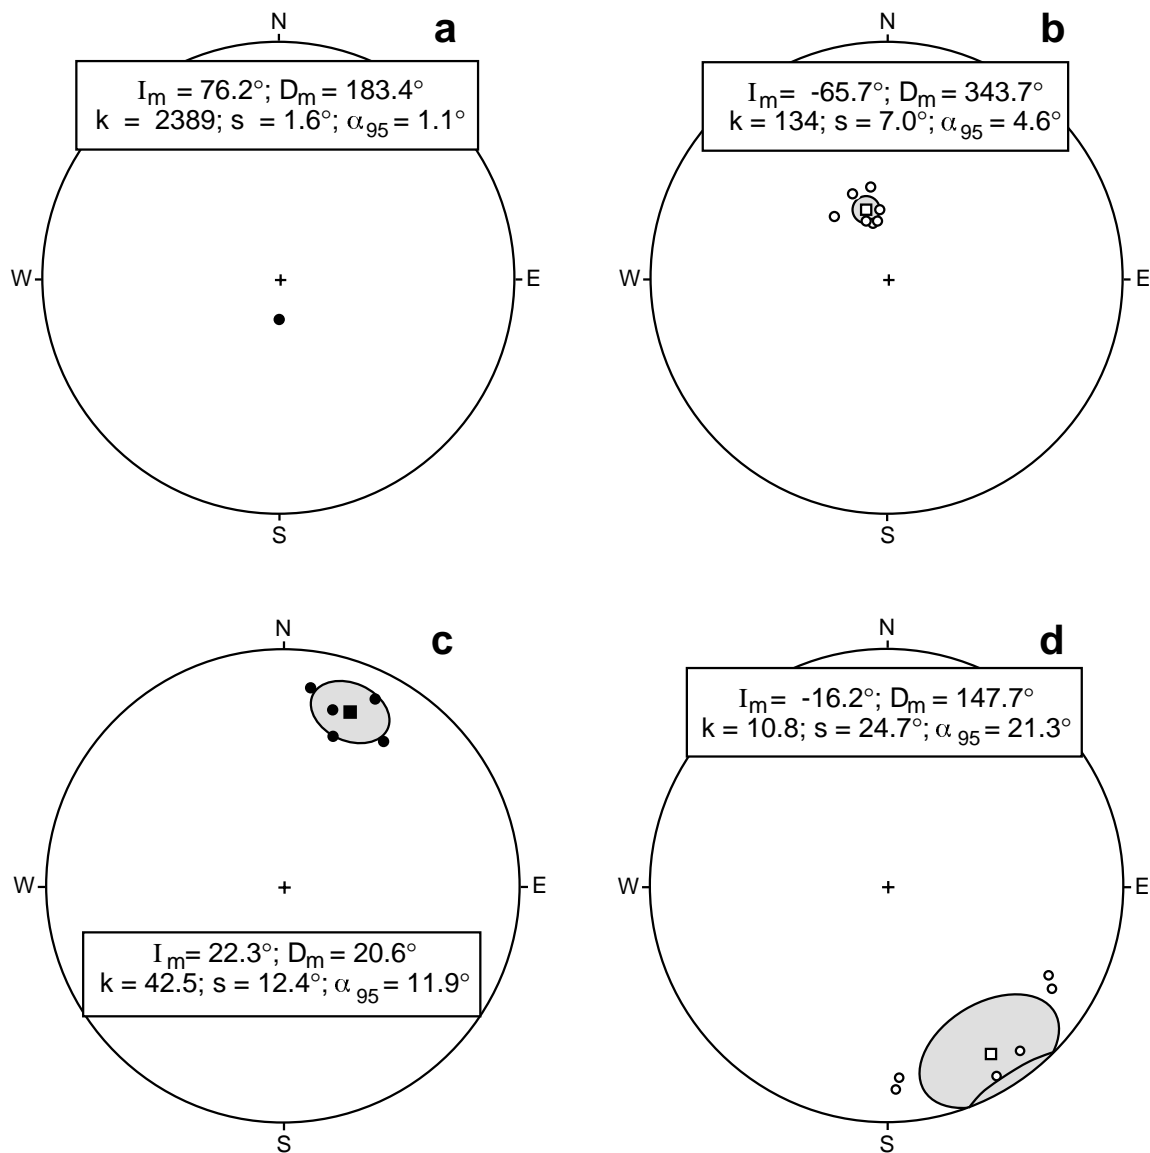 N
a
I_m = 76.2°; D_m = 183.4°
k = 2389; s = 1.6°; α_95 = 1.1°
W
E
S
N
b
I_m = -65.7°; D_m = 343.7°
k = 134; s = 7.0°; α_95 = 4.6°
W
E
S
N
c
W
E
I_m = 22.3°; D_m = 20.6°
k = 42.5; s = 12.4°; α_95 = 11.9°
S
N
d
I_m = -16.2°; D_m = 147.7°
k = 10.8; s = 24.7°; α_95 = 21.3°
W
E
S